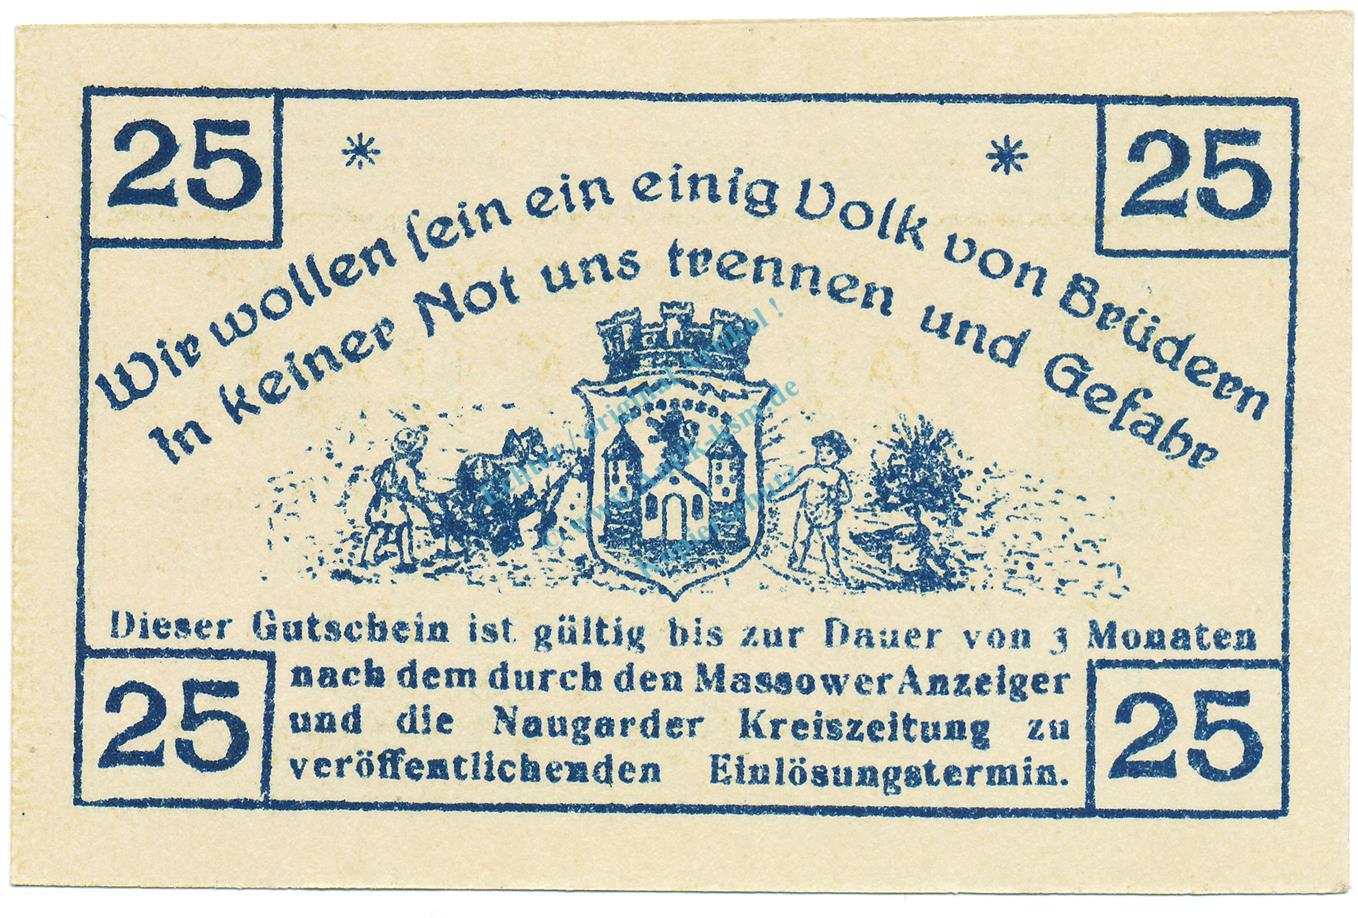 25
25
Wir wollen sein ein einig Volk von Brüdern
In keiner Not uns trennen und Gefahr
Dieser Gutschein ist gültig bis zur Dauer von 3 Monaten
nach dem durch den Massower Anzeiger
und die Naugarder Kreiszeitung zu
veröffentlichenden Einlösungstermin.
25
25